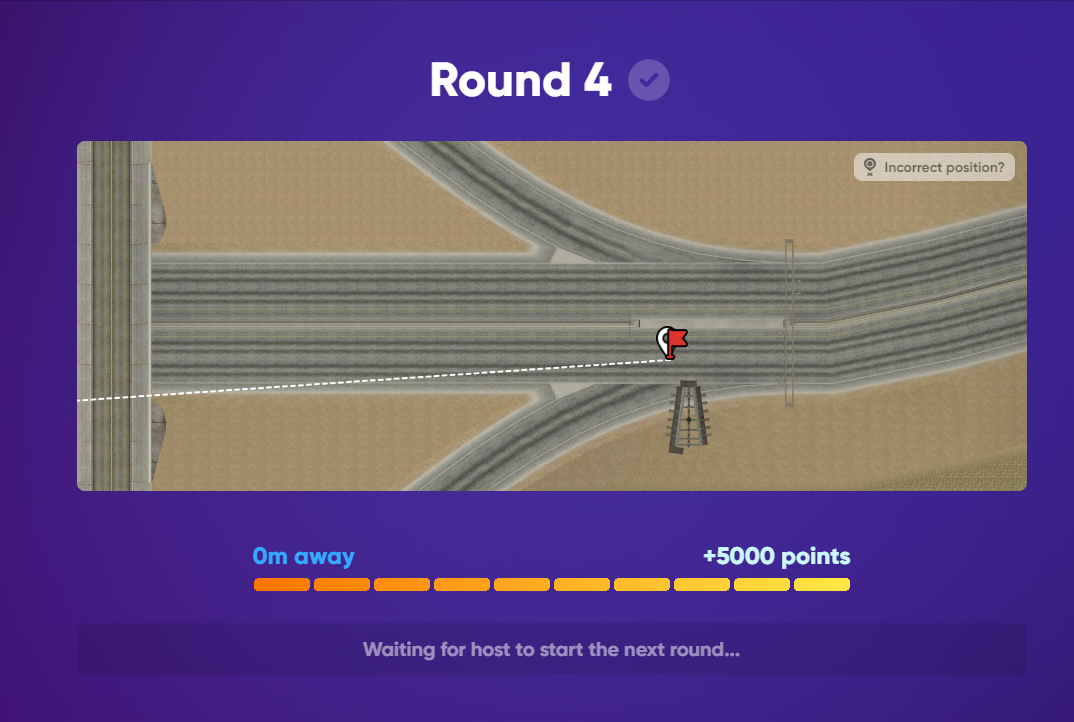 Round 4
Incorrect position?
0m away
+5000 points
Waiting for host to start the next round...